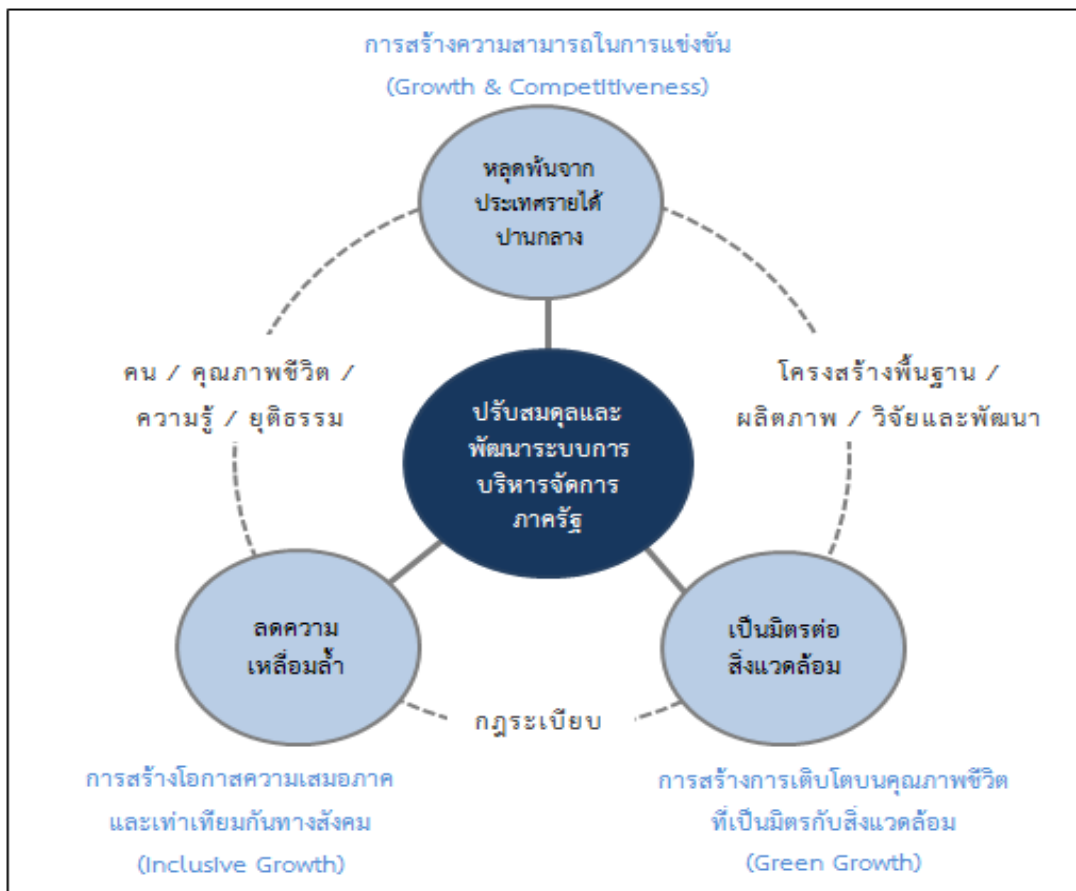 การสร้างความสามารถในการแข่งขัน
(Growth & Competitiveness)
หลุดพ้นจาก
ประเทศรายได้
ปานกลาง
คน / คุณภาพชีวิต /
ความรู้ / ยุติธรรม
โครงสร้างพื้นฐาน /
ผลิตภาพ / วิจัยและพัฒนา
ปรับสมดุลและ
พัฒนาระบบการ
บริหารจัดการ
ภาครัฐ
ลดความ
เหลื่อมล้ำ
เป็นมิตรต่อ
สิ่งแวดล้อม
กฎระเบียบ
การสร้างโอกาสความเสมอภาค
และเท่าเทียมกันทางสังคม
(Inclusive Growth)
การสร้างการเติบโตบนคุณภาพชีวิต
ที่เป็นมิตรกับสิ่งแวดล้อม
(Green Growth)